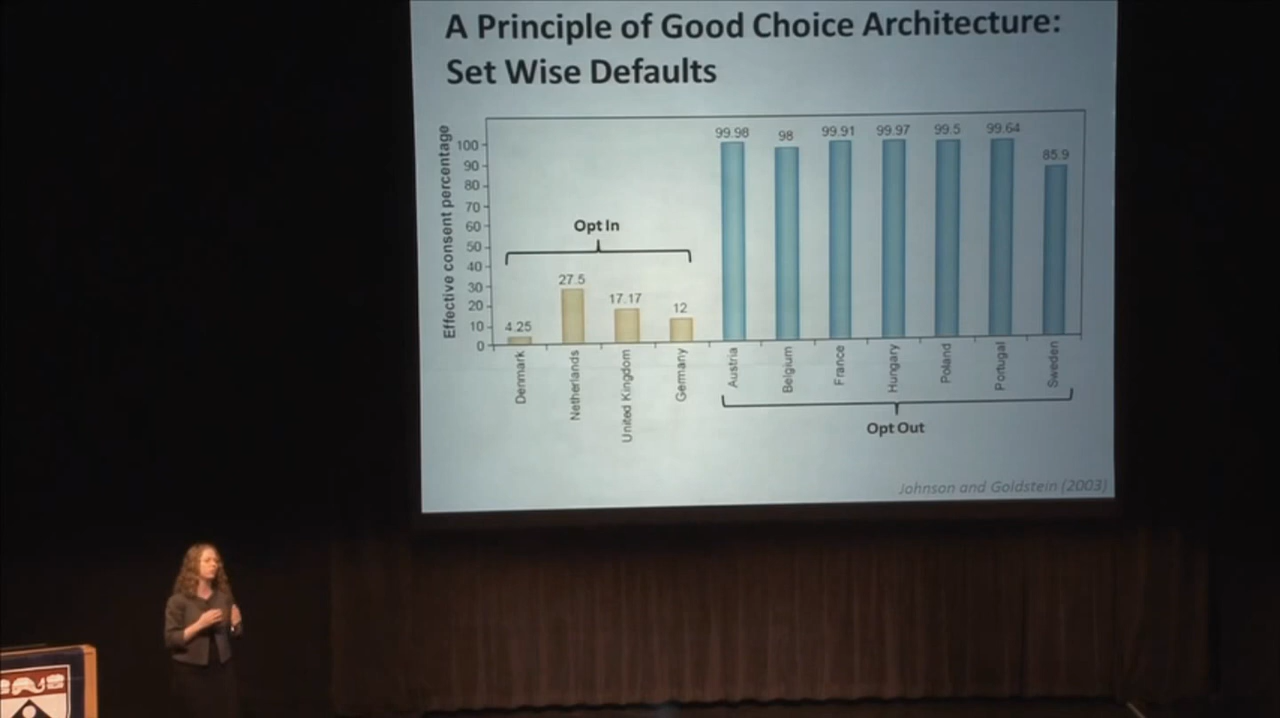 A Principle of Good Choice Architecture:
Set Wise Defaults
Effective consent percentage
100
90
80
70
60
50
40
30
20
10
0
Opt In
4.25
27.5
17.17
12
99.98
98
99.91
99.97
99.5
99.64
85.9
Denmark
Netherlands
United Kingdom
Germany
Austria
Belgium
France
Hungary
Poland
Portugal
Sweden
Opt Out
Johnson and Goldstein (2003)